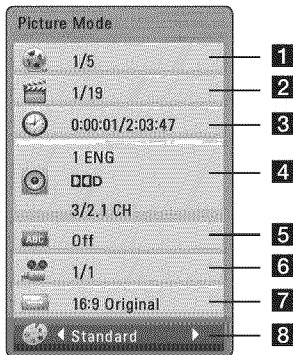 Picture Mode
1/5 1
1/19 2
0:00:01/2:03:47 3
1 ENG
DD D 4
3/2.1 CH
ABC Off 5
1/1 6
16:9 Original 7
Standard 8